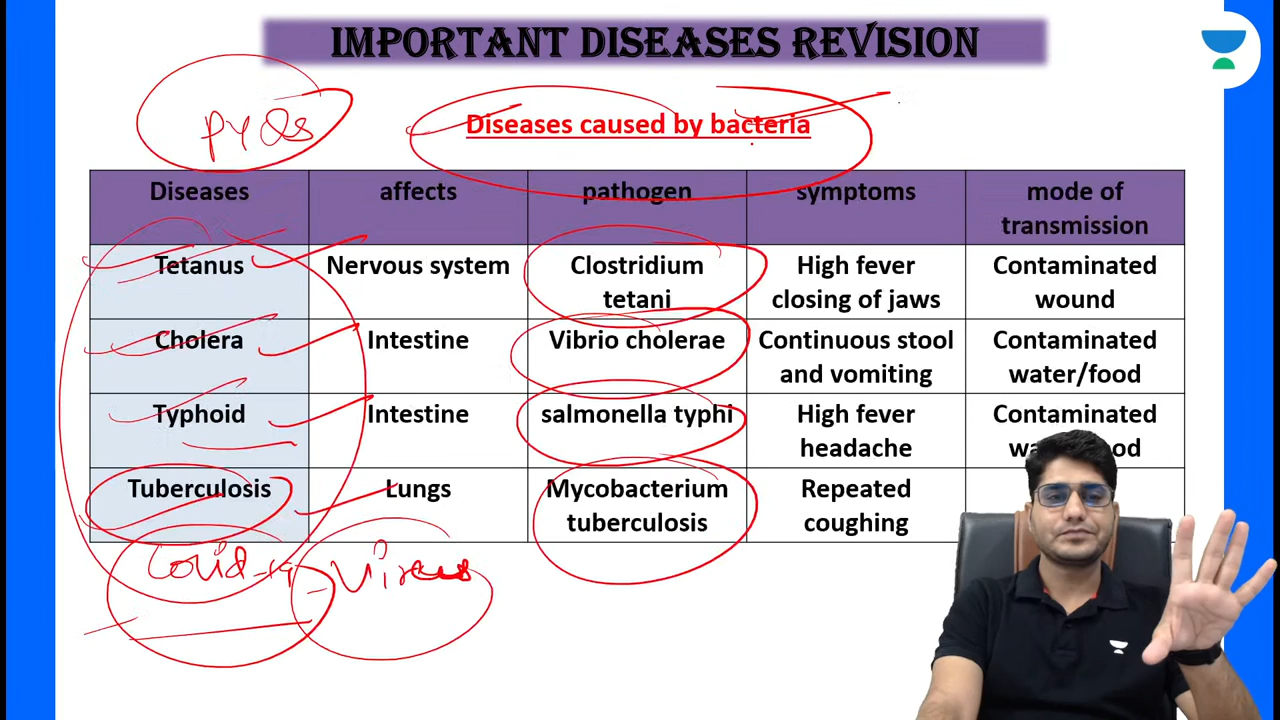 IMPORTANT DISEASES REVISION
PYQs
Diseases caused by bacteria
Diseases affects pathogen symptoms mode of
transmission
Tetanus Nervous system Clostridium High fever Contaminated
tetani closing of jaws wound
Cholera Intestine Vibrio cholerae Continuous stool Contaminated
and vomiting water/food
Typhoid Intestine salmonella typhi High fever Contaminated
headache
Tuberculosis Lungs Mycobacterium Repeated
tuberculosis coughing
Covid-19 - Virus